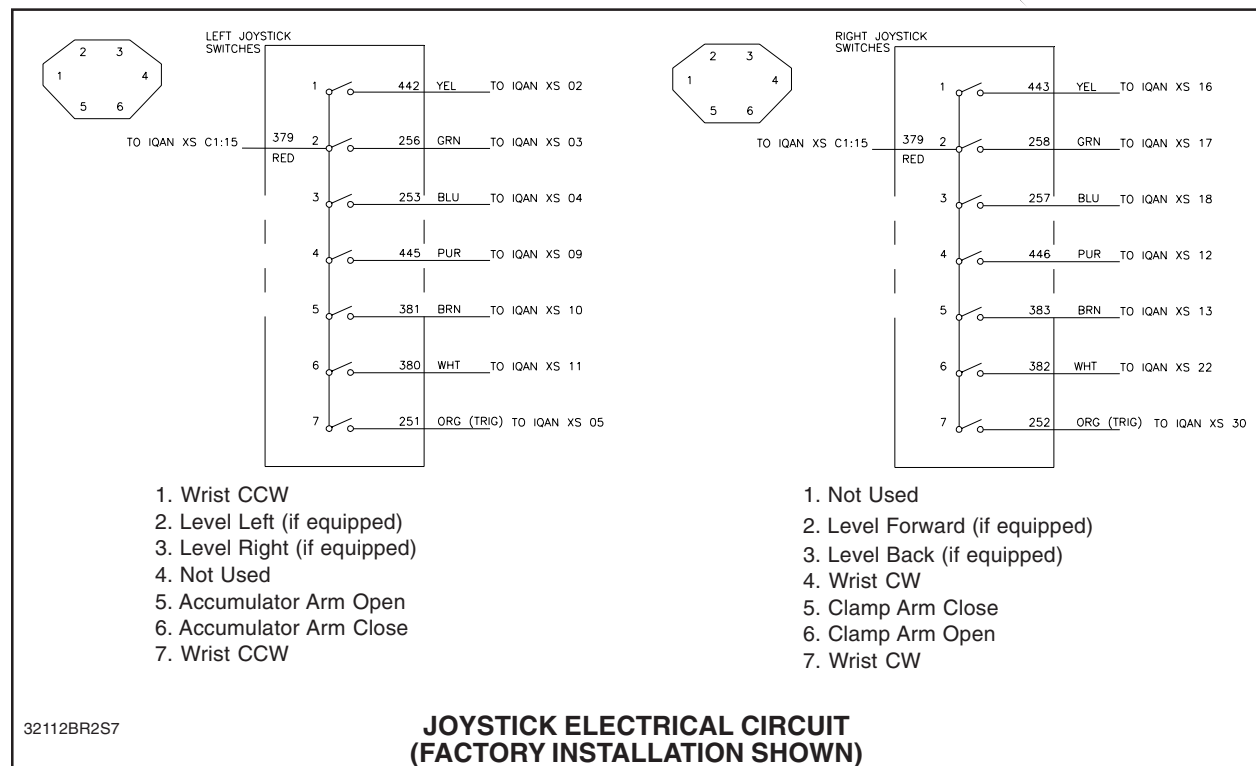 LEFT JOYSTICK
SWITCHES
2 3
1 4
5 6
1 442 YEL TO IQAN XS 02
TO IQAN XS C1:15 379 RED 2 256 GRN TO IQAN XS 03
3 253 BLU TO IQAN XS 04
4 445 PUR TO IQAN XS 09
5 381 BRN TO IQAN XS 10
6 380 WHT TO IQAN XS 11
7 251 ORG (TRIG) TO IQAN XS 05
1. Wrist CCW
2. Level Left (if equipped)
3. Level Right (if equipped)
4. Not Used
5. Accumulator Arm Open
6. Accumulator Arm Close
7. Wrist CCW
RIGHT JOYSTICK
SWITCHES
2 3
1 4
5 6
1 443 YEL TO IQAN XS 16
TO IQAN XS C1:15 379 RED 2 258 GRN TO IQAN XS 17
3 257 BLU TO IQAN XS 18
4 446 PUR TO IQAN XS 12
5 383 BRN TO IQAN XS 13
6 382 WHT TO IQAN XS 22
7 252 ORG (TRIG) TO IQAN XS 30
1. Not Used
2. Level Forward (if equipped)
3. Level Back (if equipped)
4. Wrist CW
5. Clamp Arm Close
6. Clamp Arm Open
7. Wrist CW
32112BR2S7
JOYSTICK ELECTRICAL CIRCUIT
(FACTORY INSTALLATION SHOWN)